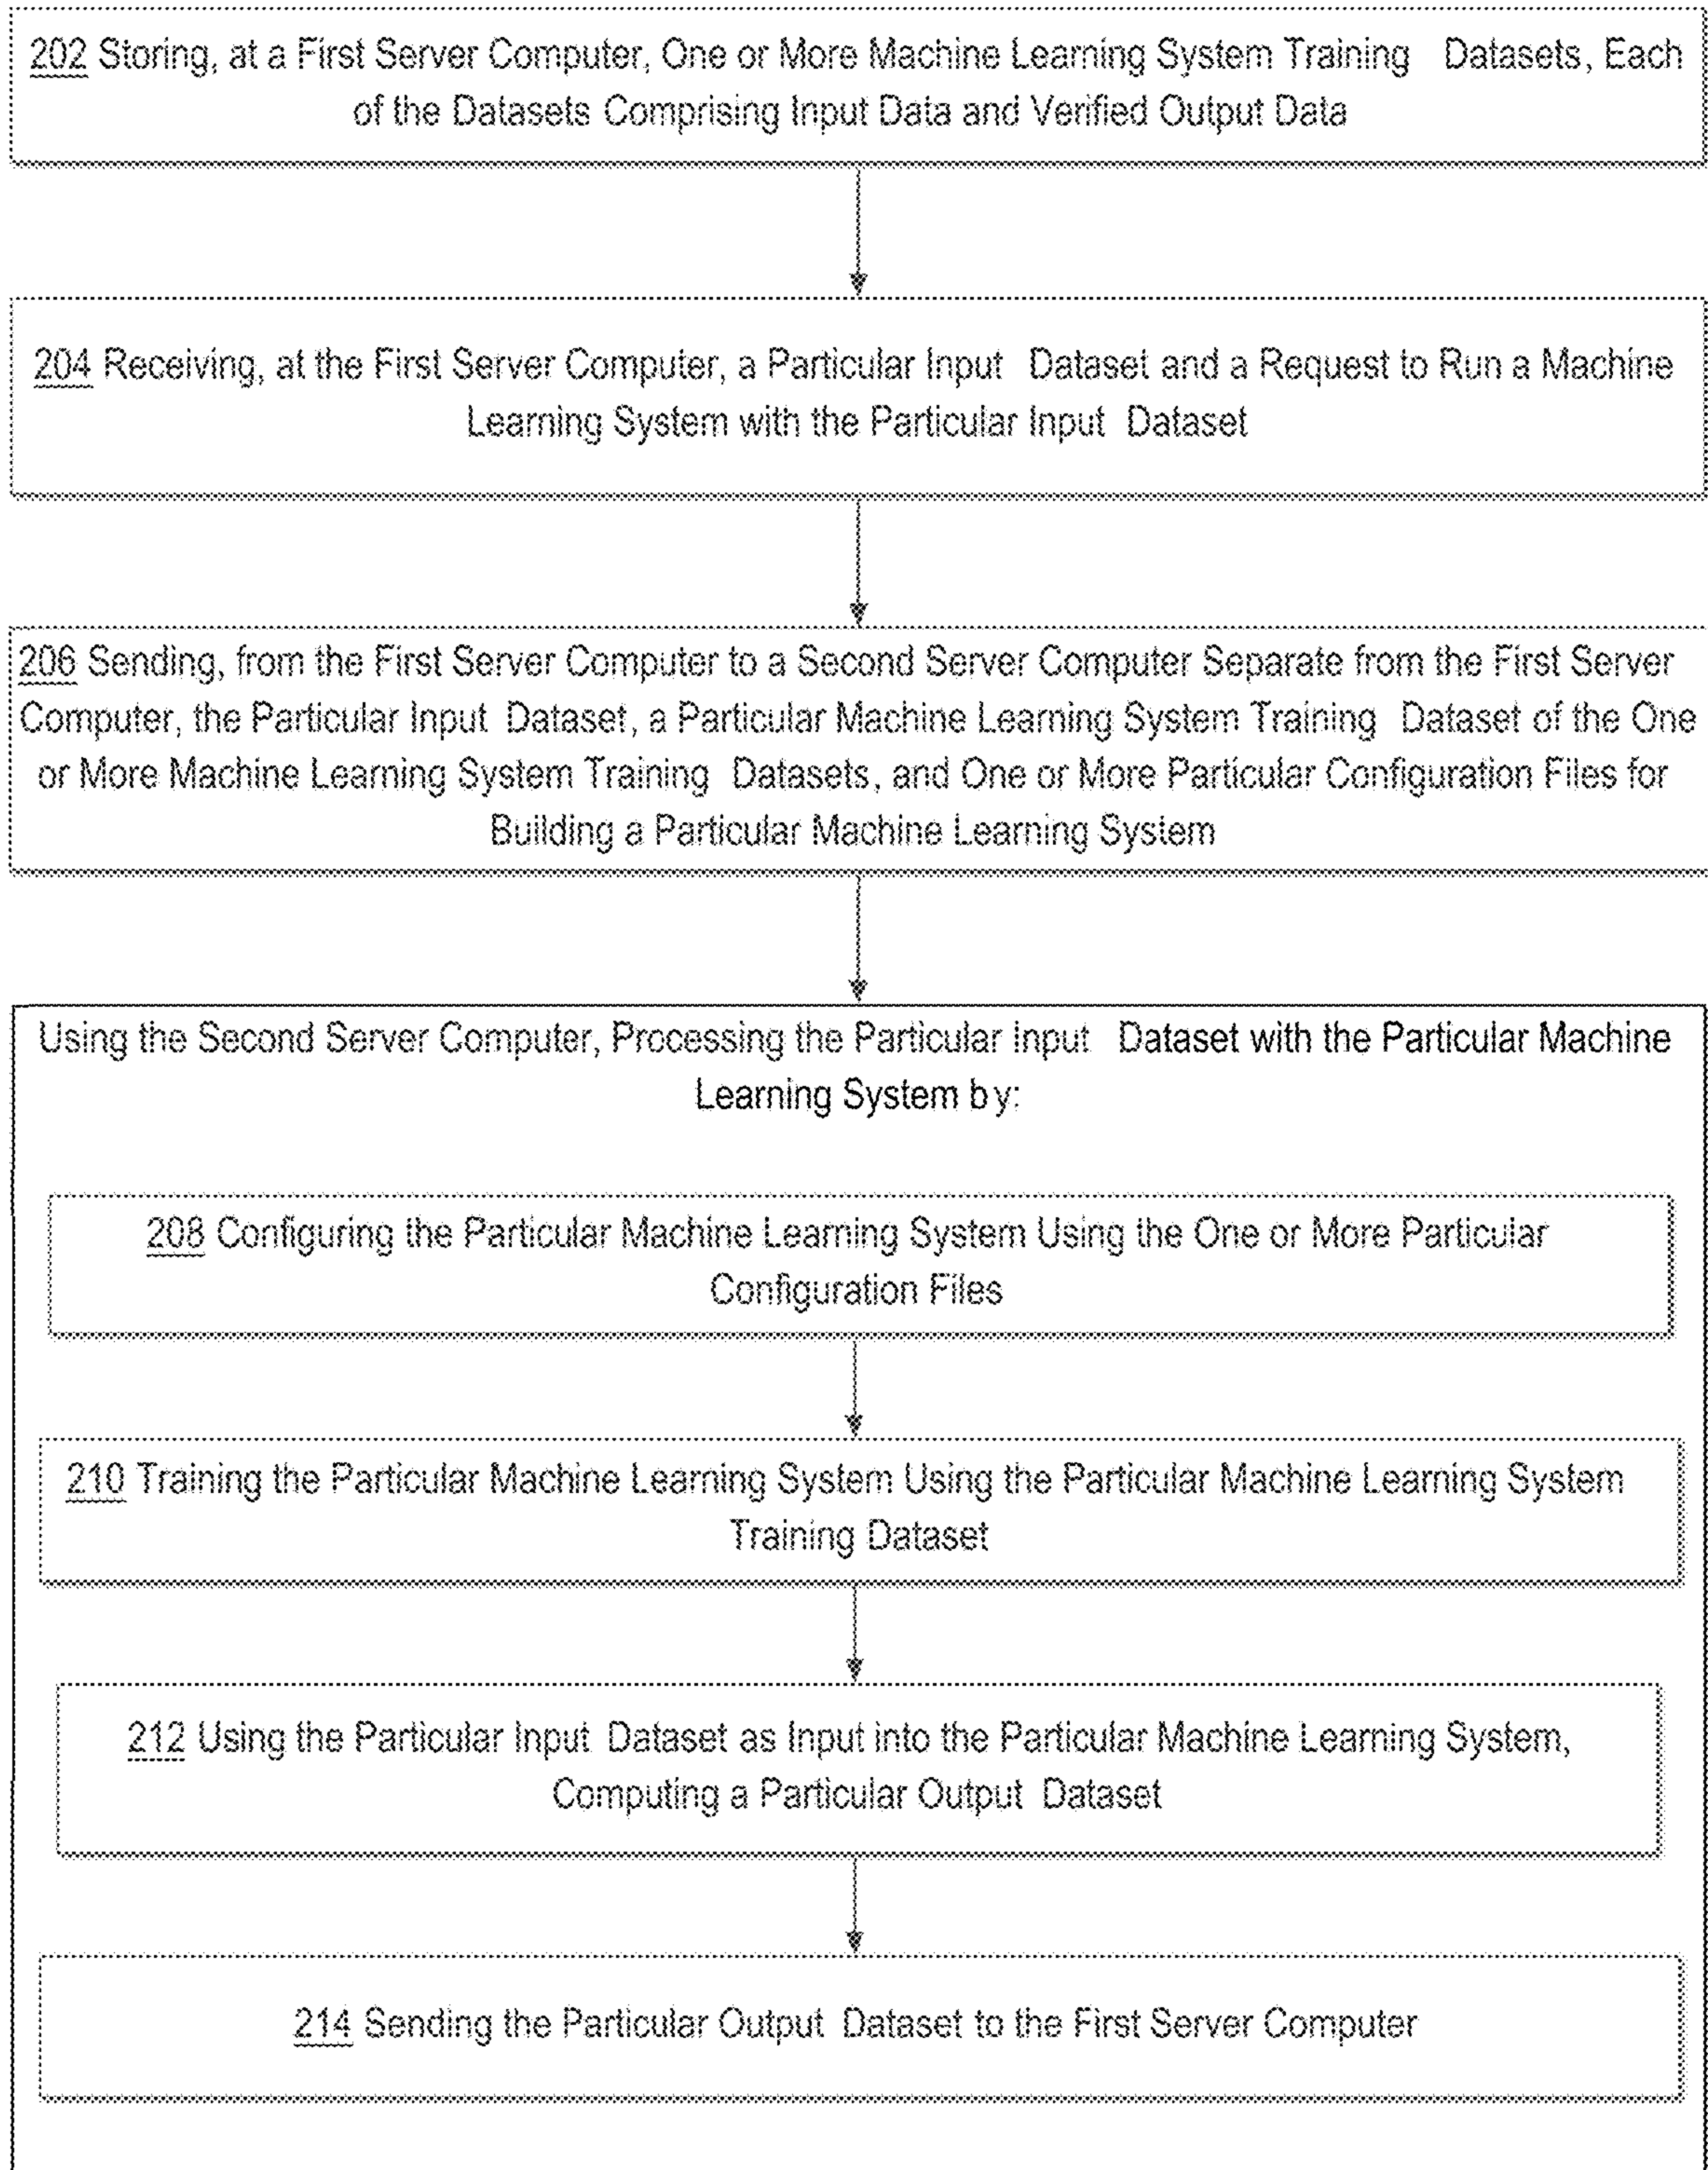 202 Storing, at a First Server Computer, One or More Machine Learning System Training Datasets, Each
of the Datasets Comprising Input Data and Verified Output Data
204 Receiving, at the First Server Computer, a Particular Input Dataset and a Request to Run a Machine
Learning System with the Particular Input Dataset
206 Sending, from the First Server Computer to a Second Server Computer Separate from the First Server
Computer, the Particular Input Dataset, a Particular Machine Learning System Training Dataset of the One
or More Machine Learning System Training Datasets, and One or More Particular Configuration Files for
Building a Particular Machine Learning System
Using the Second Server Computer, Processing the Particular Input Dataset with the Particular Machine
Learning System by:
208 Configuring the Particular Machine Learning System Using the One or More Particular
Configuration Files
210 Training the Particular Machine Learning System Using the Particular Machine Learning System
Training Dataset
212 Using the Particular Input Dataset as Input into the Particular Machine Learning System,
Computing a Particular Output Dataset
214 Sending the Particular Output Dataset to the First Server Computer